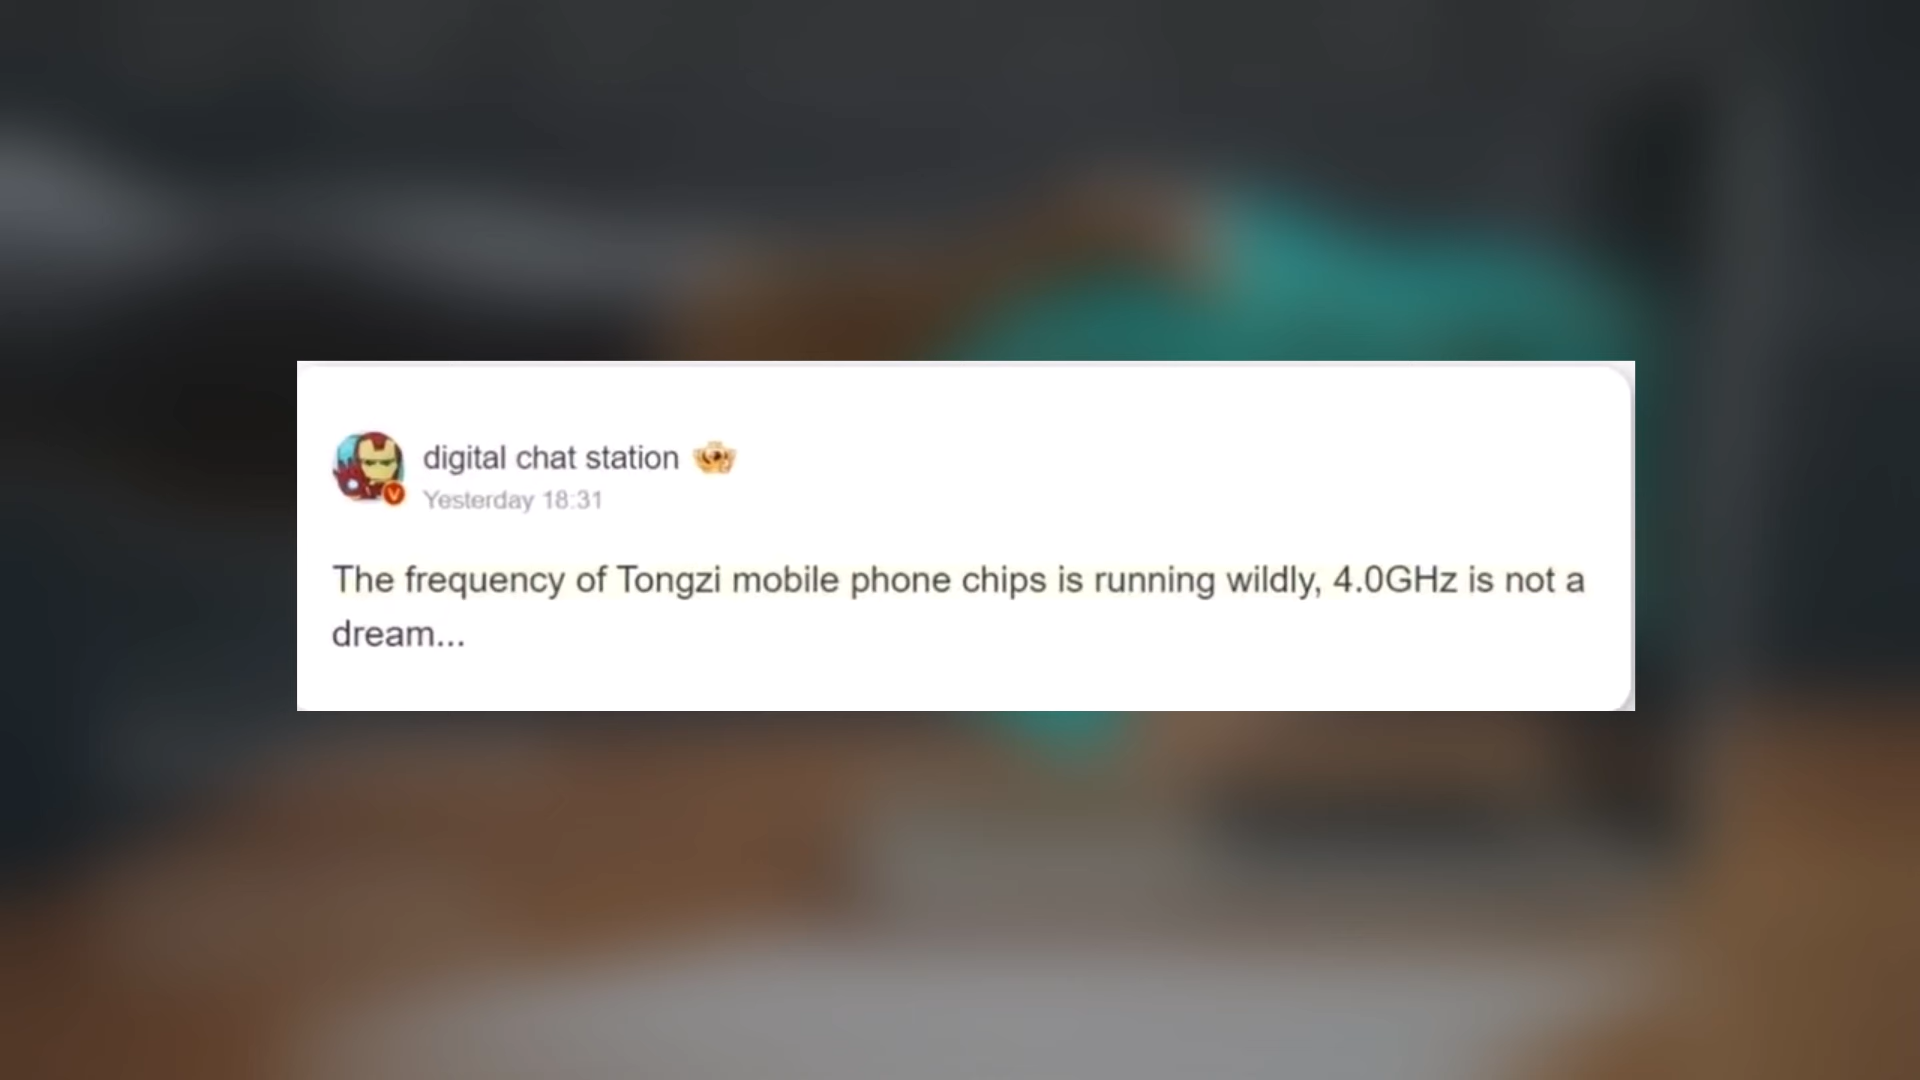 digital chat station
Yesterday 18:31
The frequency of Tongzi mobile phone chips is running wildly, 4.0GHz is not a
dream...